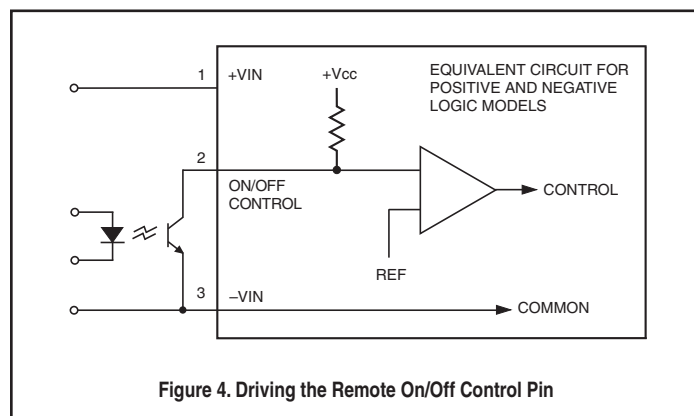 1
+VIN
+Vcc
EQUIVALENT CIRCUIT FOR
POSITIVE AND NEGATIVE
LOGIC MODELS
2
ON/OFF
CONTROL
CONTROL
REF
3
–VIN
COMMON
Figure 4. Driving the Remote On/Off Control Pin